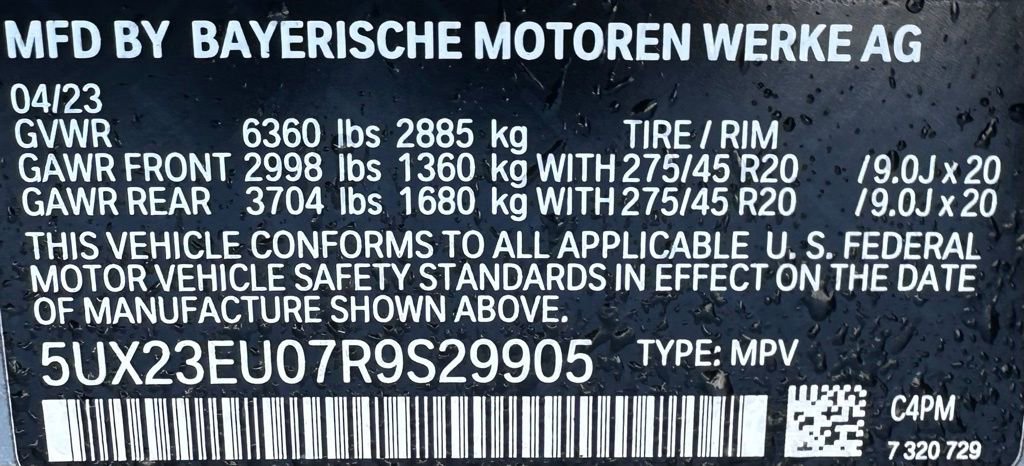 MFD BY BAYERISCHE MOTOREN WERKE AG
04/23
GVWR 6360 lbs 2885 kg TIRE / RIM
GAWR FRONT 2998 lbs 1360 kg WITH 275/45 R20 /9.0J x 20
GAWR REAR 3704 lbs 1680 kg WITH 275/45 R20 /9.0J x 20
THIS VEHICLE CONFORMS TO ALL APPLICABLE U. S. FEDERAL
MOTOR VEHICLE SAFETY STANDARDS IN EFFECT ON THE DATE
OF MANUFACTURE SHOWN ABOVE.
5UX23EU07R9S29905 TYPE: MPV
C4PM
7 320 729